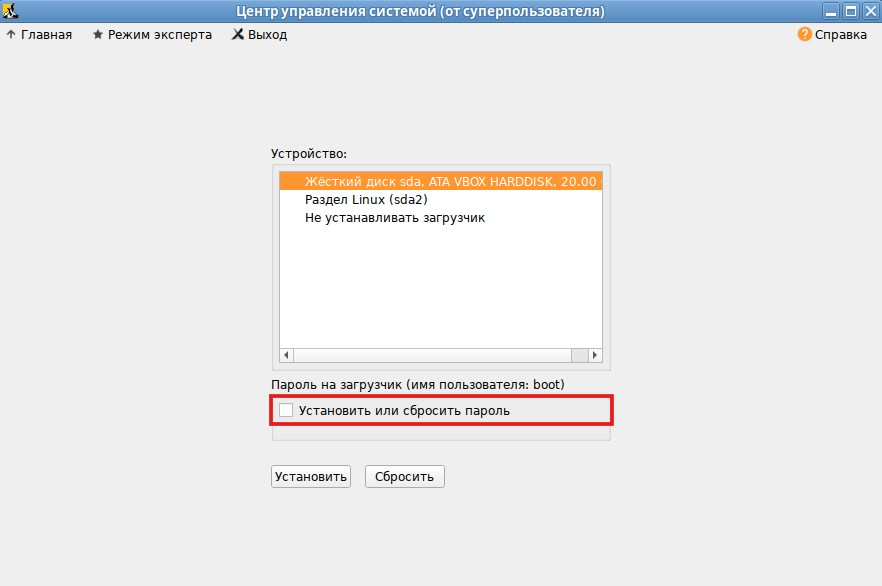 Центр управления системой (от суперпользователя)
Главная Режим эксперта Выход Справка
Устройство:
Жёсткий диск sda, ATA VBOX HARDDISK, 20.00
Раздел Linux (sda2)
Не устанавливать загрузчик
Пароль на загрузчик (имя пользователя: boot)
Установить или сбросить пароль
Установить Сбросить